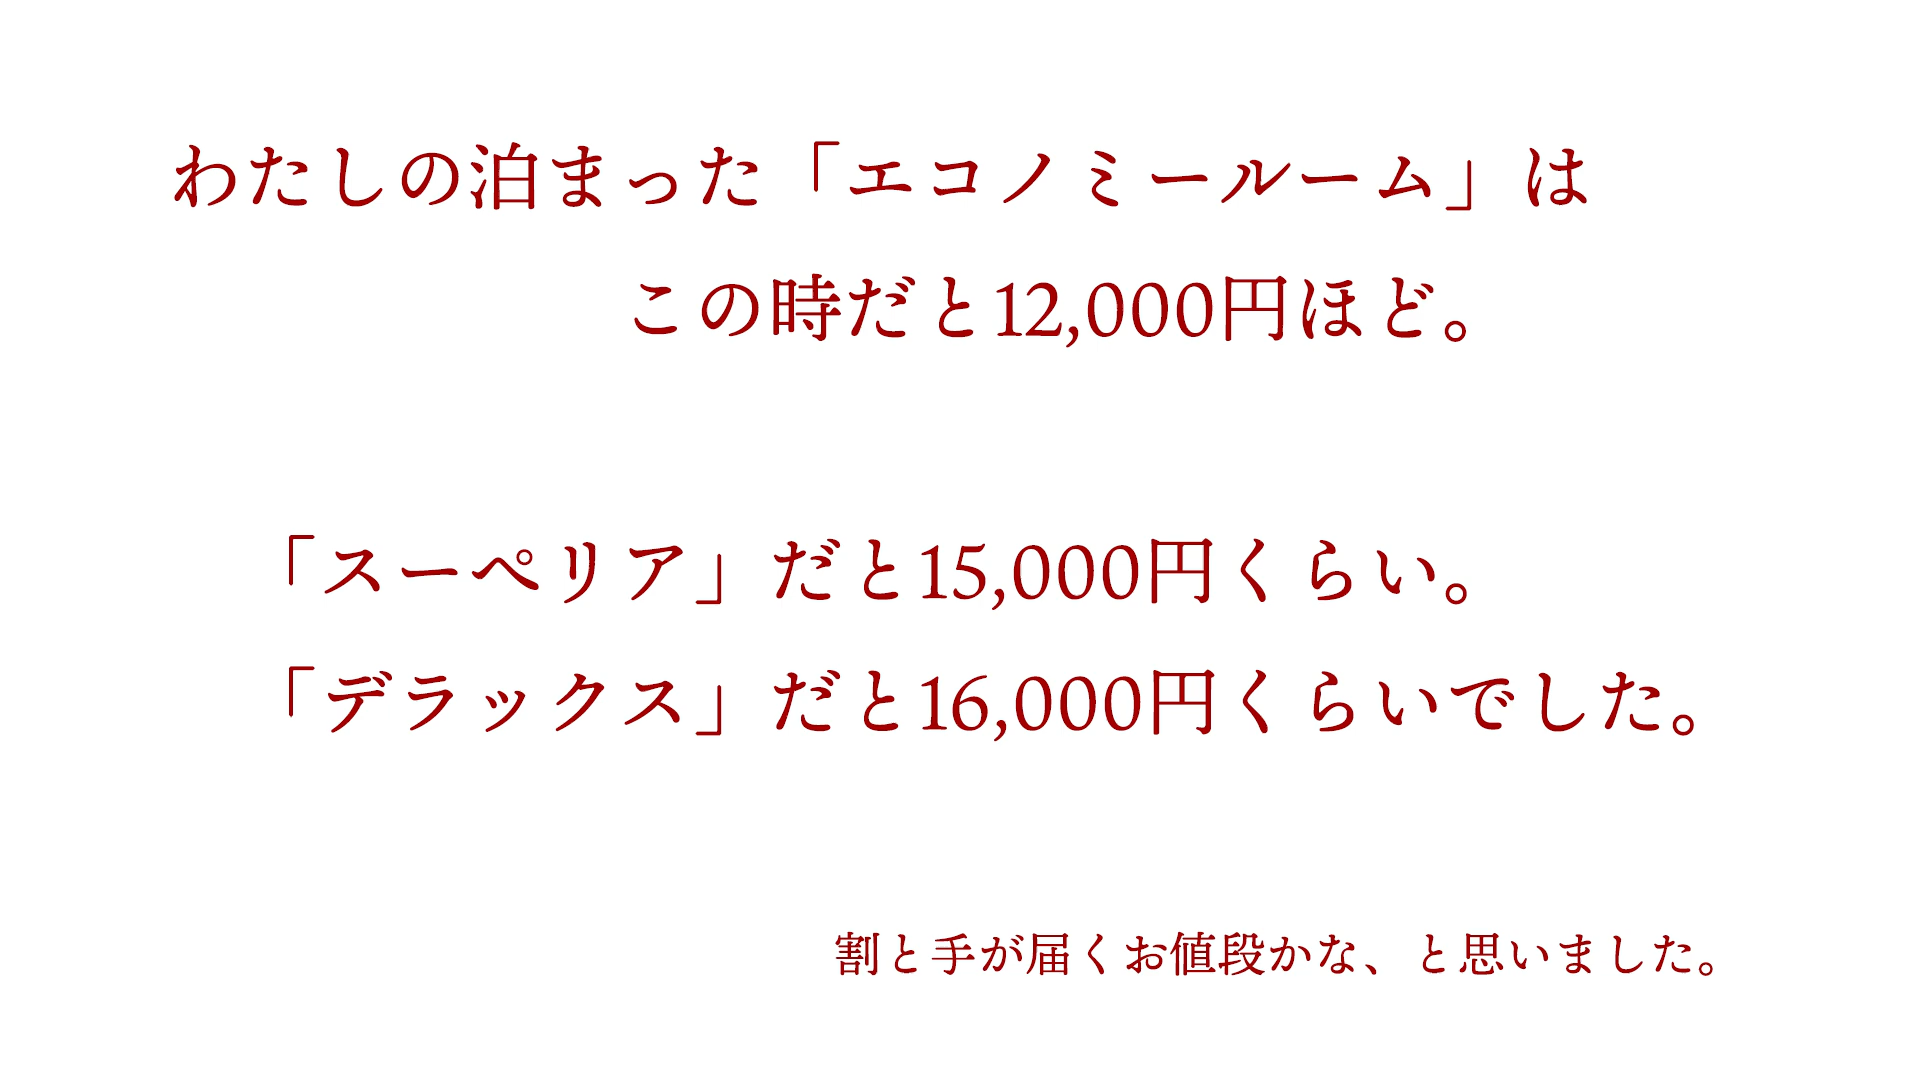 わたしの泊まった「エコノミールーム」は
この時だと12,000円ほど。
「スーペリア」だと15,000円くらい。
「デラックス」だと16,000円くらいでした。
割と手が届くお値段かな、と思いました。